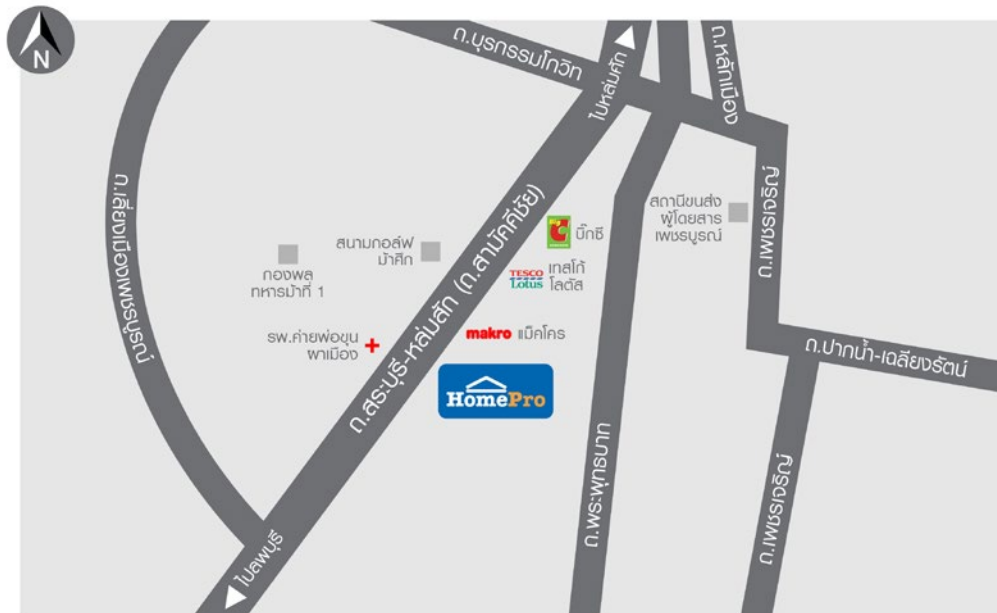 N
ถ.บุรกรรมโกวิท
ไปหล่มสัก
ถ.หลักเมือง
ถ.เลี่ยงเมืองเพชรบูรณ์
ถ.สระบุรี-หล่มสัก (ถ.สามัคคีชัย)
สถานีขนส่ง
ผู้โดยสาร
เพชรบูรณ์
ถ.เพชรเจริญ
สนามกอล์ฟ
ม้าศึก
กองพล
ทหารม้าที่ 1
Big C
บิ๊กซี
TESCO
Lotus
เทสโก้
โลตัส
รพ.ค่ายพ่อขุน
ผาเมือง
makro แม็คโคร
HomePro
ถ.ปากน้ำ-เฉลียงรัตน์
ถ.พระพุทธบาท
ถ.เพชรเจริญ
ไปลพบุรี